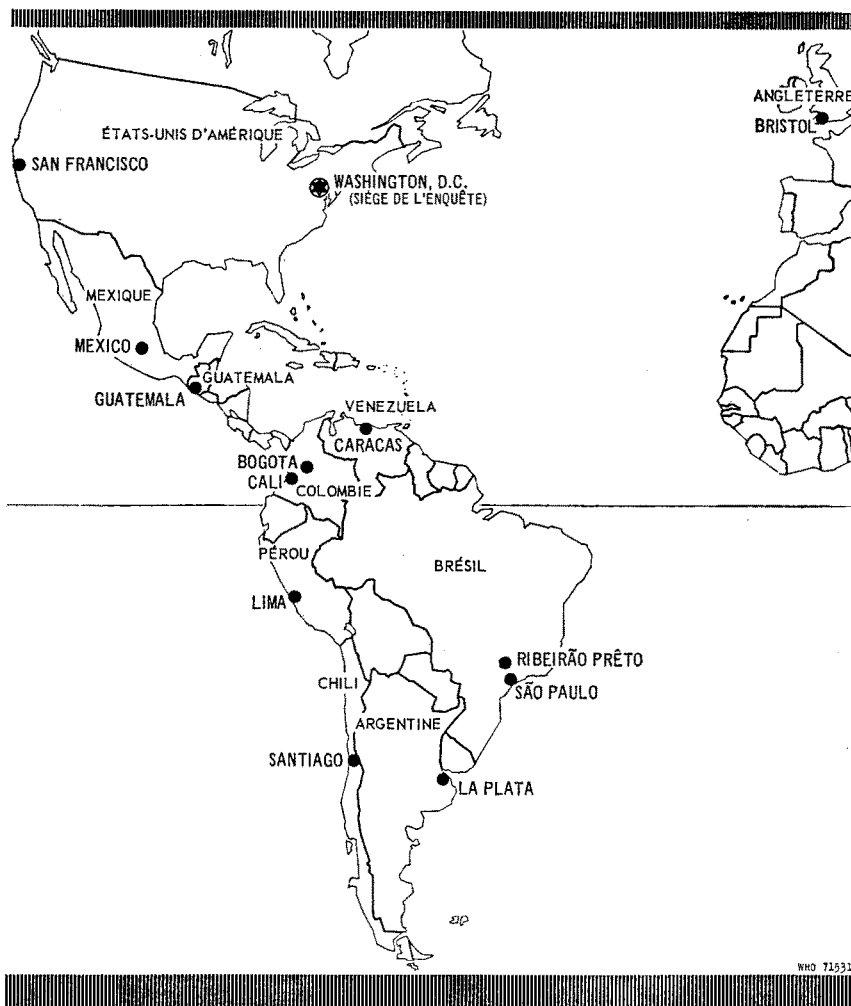 ANGLETERRE
BRISTOL
ÉTATS-UNIS D'AMÉRIQUE
SAN FRANCISCO
WASHINGTON, D.C.
(SIÈGE DE L'ENQUÊTE)
MEXIQUE
MEXICO
GUATEMALA
GUATEMALA
VENEZUELA
CARACAS
BOGOTA
CALI
COLOMBIE
PÉROU
BRÉSIL
LIMA
RIBEIRÃO PRÊTO
SÃO PAULO
CHILI
ARGENTINE
SANTIAGO
LA PLATA
WHO 71531